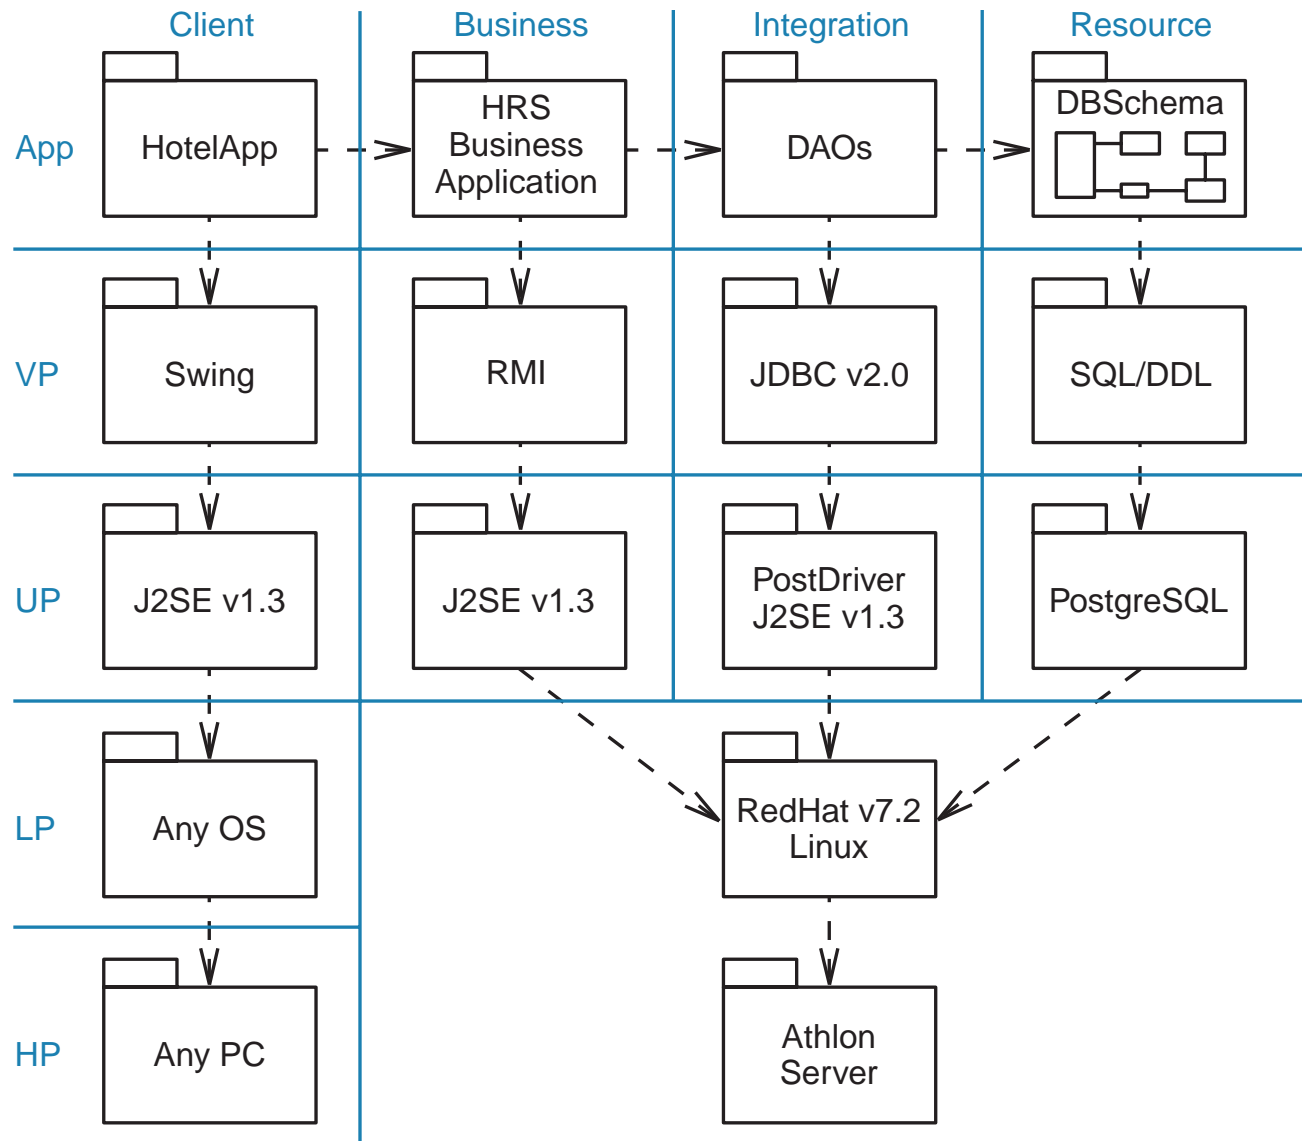 Client
Business
Integration
Resource
App
HotelApp
HRS
Business
Application
DAOs
DBSchema
VP
Swing
RMI
JDBC v2.0
SQL/DDL
UP
J2SE v1.3
J2SE v1.3
PostDriver
J2SE v1.3
PostgreSQL
LP
Any OS
RedHat v7.2
Linux
HP
Any PC
Athlon
Server